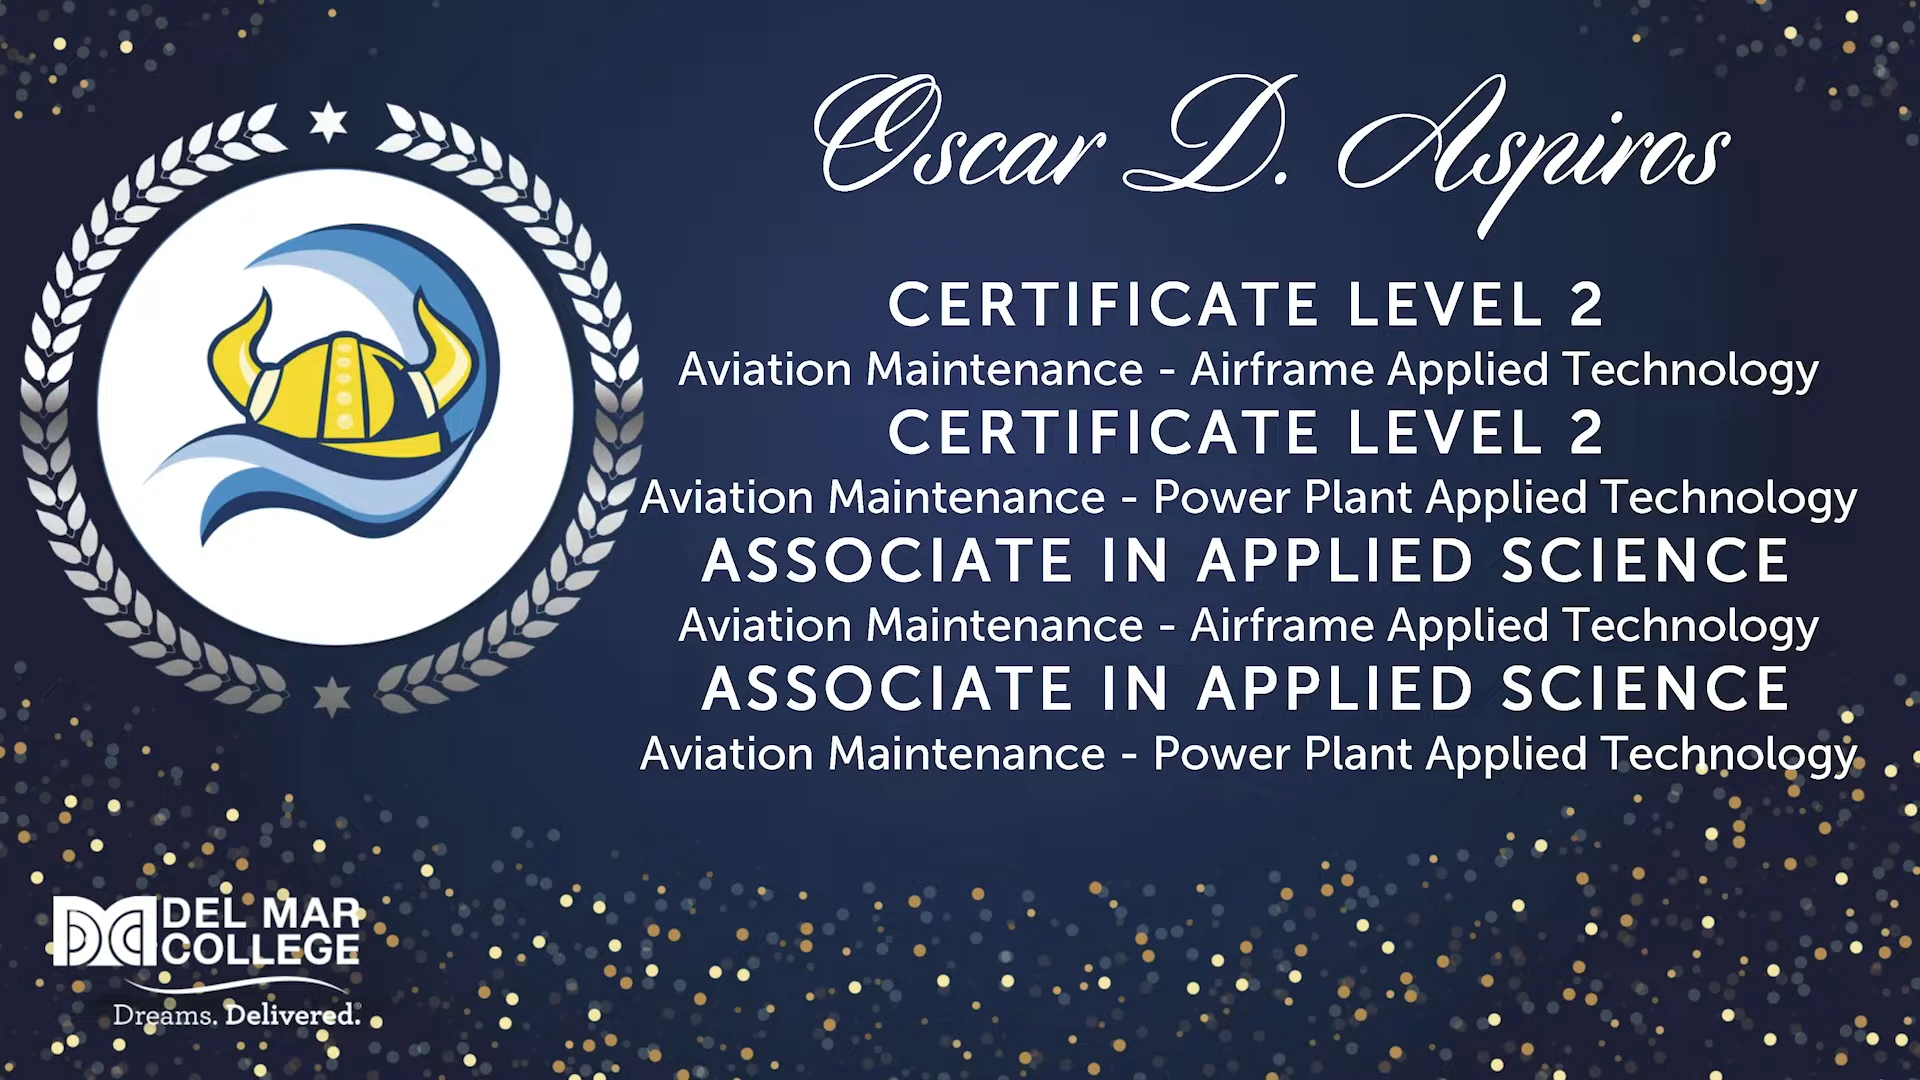 Oscar D. Aspiros
CERTIFICATE LEVEL 2
Aviation Maintenance - Airframe Applied Technology
CERTIFICATE LEVEL 2
Aviation Maintenance - Power Plant Applied Technology
ASSOCIATE IN APPLIED SCIENCE
Aviation Maintenance - Airframe Applied Technology
ASSOCIATE IN APPLIED SCIENCE
Aviation Maintenance - Power Plant Applied Technology
DEL MAR
COLLEGE
Dreams. Delivered.®